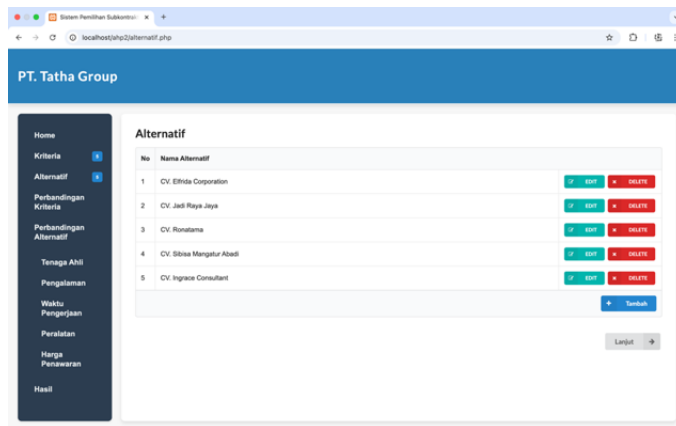 Sistem Pemilihan Subkontrak
localhost/ahp2/alternatif.php
PT. Tatha Group
Home
Kriteria
Alternatif
Perbandingan
Kriteria
Perbandingan
Alternatif
Tenaga Ahli
Pengalaman
Waktu
Pengerjaan
Peralatan
Harga
Penawaran
Hasil
Alternatif
No Nama Alternatif
1 CV. Elfrida Corporation EDIT DELETE
2 CV. Jadi Raya Jaya EDIT DELETE
3 CV. Ronatama EDIT DELETE
4 CV. Sibisa Mangatur Abadi EDIT DELETE
5 CV. Ingrace Consultant EDIT DELETE
Tambah
Lanjut